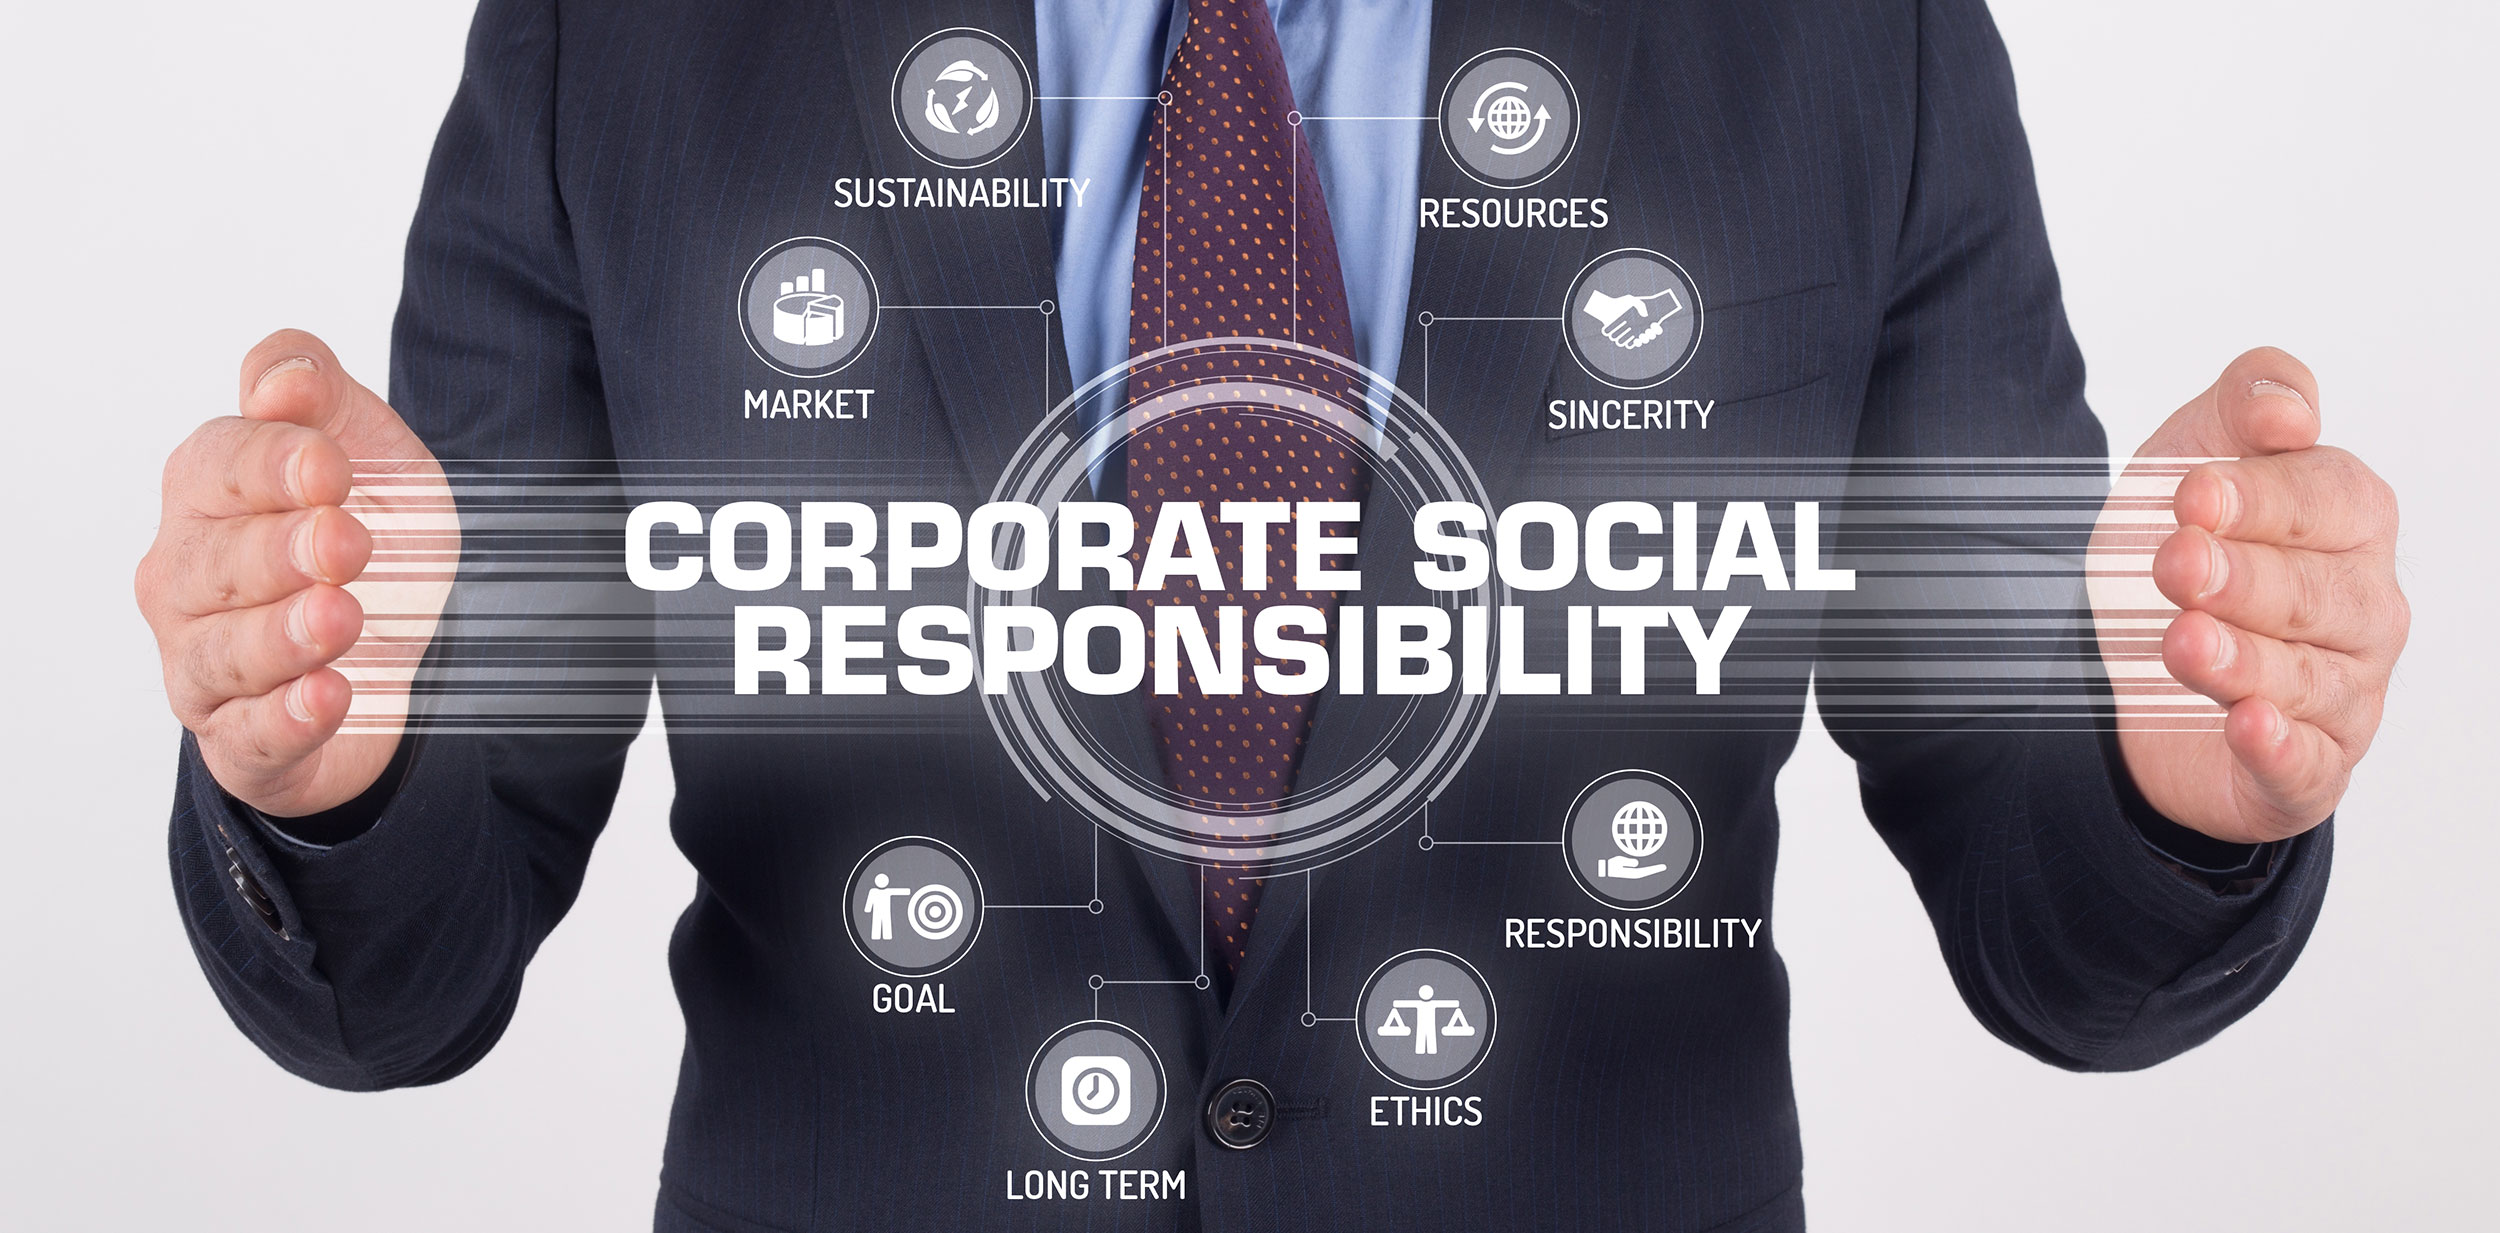 SUSTAINABILITY
RESOURCES
MARKET
SINCERITY
CORPORATE SOCIAL
RESPONSIBILITY
RESPONSIBILITY
GOAL
ETHICS
LONG TERM